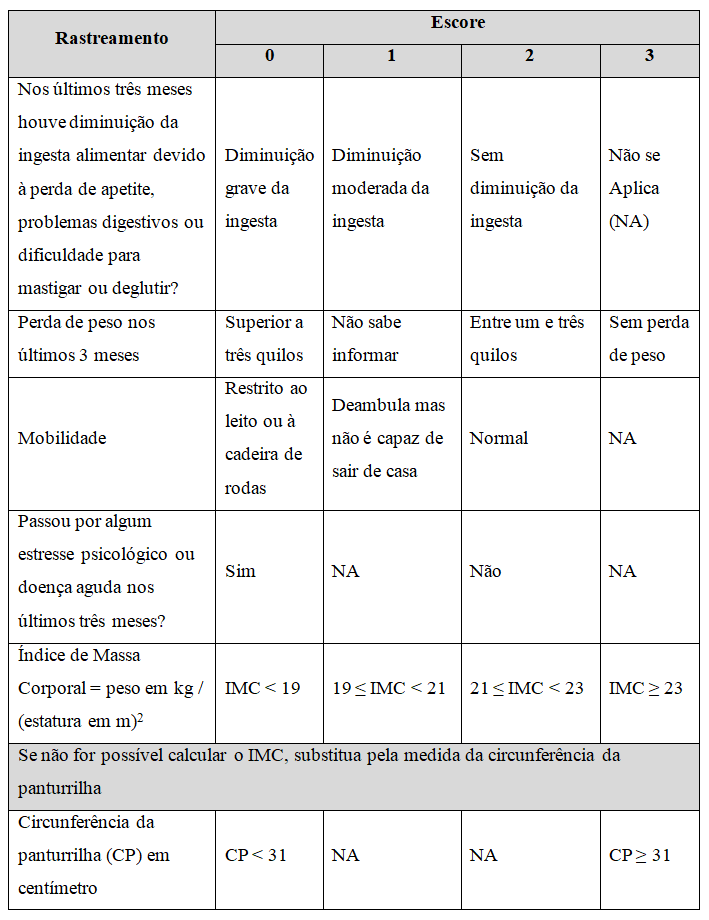 Rastreamento
Escore
0 1 2 3
Nos últimos três meses
houve diminuição da
ingesta alimentar devido
à perda de apetite,
problemas digestivos ou
dificuldade para
mastigar ou deglutir?
Diminuição
grave da
ingesta
Diminuição
moderada da
ingesta
Sem
diminuição da
ingesta
Não se
Aplica
(NA)
Perda de peso nos
últimos 3 meses
Superior a
três quilos
Não sabe
informar
Entre um e três
quilos
Sem perda
de peso
Mobilidade
Restrito ao
leito ou à
cadeira de
rodas
Deambula mas
não é capaz de
sair de casa
Normal
NA
Passou por algum
estresse psicológico ou
doença aguda nos
últimos três meses?
Sim
NA
Não
NA
Índice de Massa
Corporal = peso em kg /
(estatura em m)²
IMC < 19
19 ≤ IMC < 21
21 ≤ IMC < 23
IMC ≥ 23
Se não for possível calcular o IMC, substitua pela medida da circunferência da
panturrilha
Circunferência da
panturrilha (CP) em
centímetro
CP < 31
NA
NA
CP ≥ 31